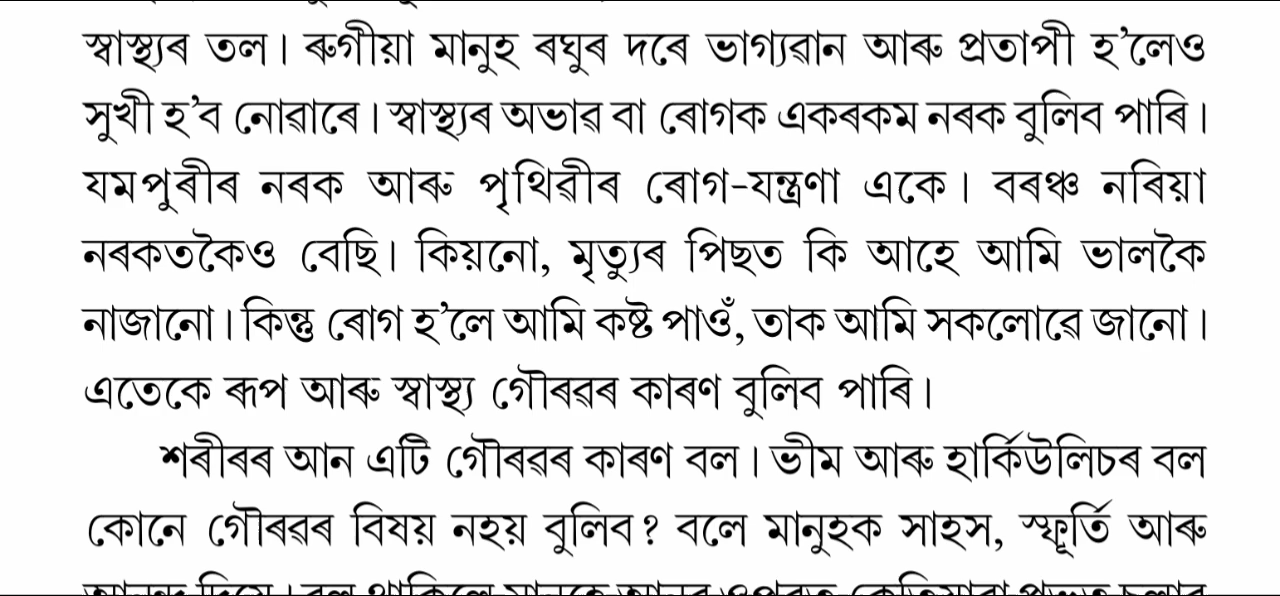 স্বাস্থ্যৰ তল। ৰুগীয়া মানুহ ৰঘুৰ দৰে ভাগ্যৱান আৰু প্ৰতাপী হ’লেও
সুখী হ’ব নোৱাৰে। স্বাস্থ্যৰ অভাৱ বা ৰোগক একৰকম নৰক বুলিব পাৰি।
যমপুৰীৰ নৰক আৰু পৃথিৱীৰ ৰোগ-যন্ত্ৰণা একে। বৰঞ্চ নৰিয়া
নৰকতকৈও বেছি। কিয়নো, মৃত্যুৰ পিছত কি আহে আমি ভালকৈ
নাজানো। কিন্তু ৰোগ হ’লে আমি কষ্ট পাওঁ, তাক আমি সকলোৱে জানো।
এতেকে ৰূপ আৰু স্বাস্থ্য গৌৰৱৰ কাৰণ বুলিব পাৰি।
শৰীৰৰ আন এটি গৌৰৱৰ কাৰণ বল। ভীম আৰু হাৰ্কিউলিচৰ বল
কোনে গৌৰৱৰ বিষয় নহয় বুলিব? বলে মানুহক সাহস, স্ফূৰ্তি আৰু